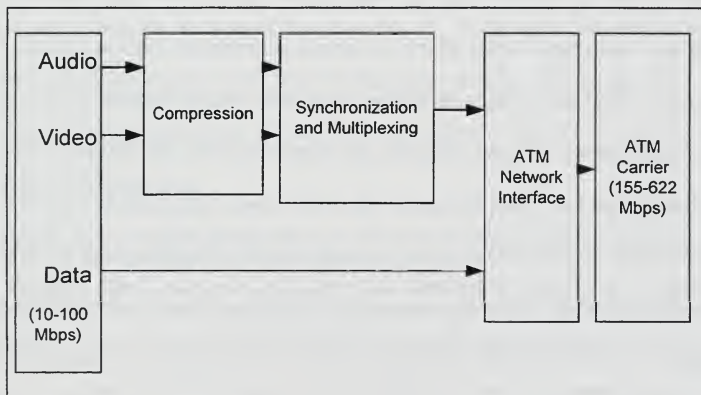 Audio
Video
Data
(10-100
Mbps)
Compression
Synchronization
and Multiplexing
ATM
Network
Interface
ATM
Carrier
(155-622
Mbps)